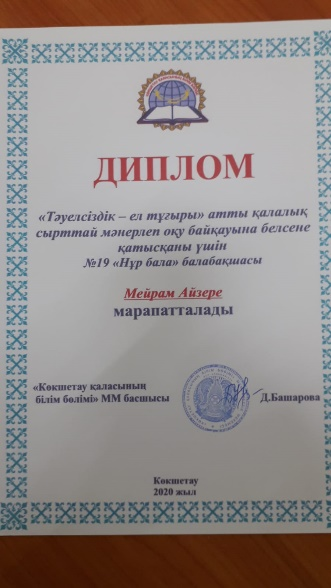 ДИПЛОМ
«Тәуелсіздік – ел тұғыры» атты қалалық
сырттай мәнерлеп оқу байқауына белсене
қатысқаны үшін
№19 «Нұр бала» балабақшасы
Мейрам Айзере
марапатталады
«Көкшетау қаласының
білім бөлімі» ММ басшысы
Д.Башарова
Көкшетау
2020 жыл